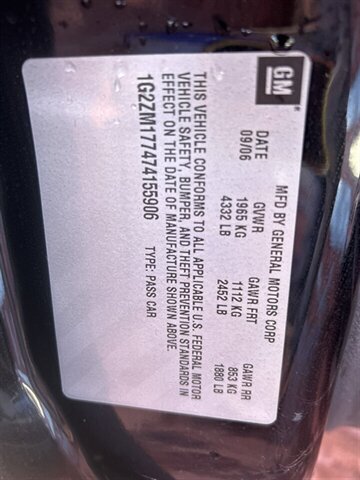 GM
MFD BY GENERAL MOTORS CORP
DATE GVWR GAWR FRT GAWR RR
09/06 1965 KG 1112 KG 853 KG
4332 LB 2452 LB 1880 LB
THIS VEHICLE CONFORMS TO ALL APPLICABLE U.S. FEDERAL MOTOR
VEHICLE SAFETY, BUMPER, AND THEFT PREVENTION STANDARDS IN
EFFECT ON THE DATE OF MANUFACTURE SHOWN ABOVE.
1G2ZM177474155906 TYPE: PASS CAR